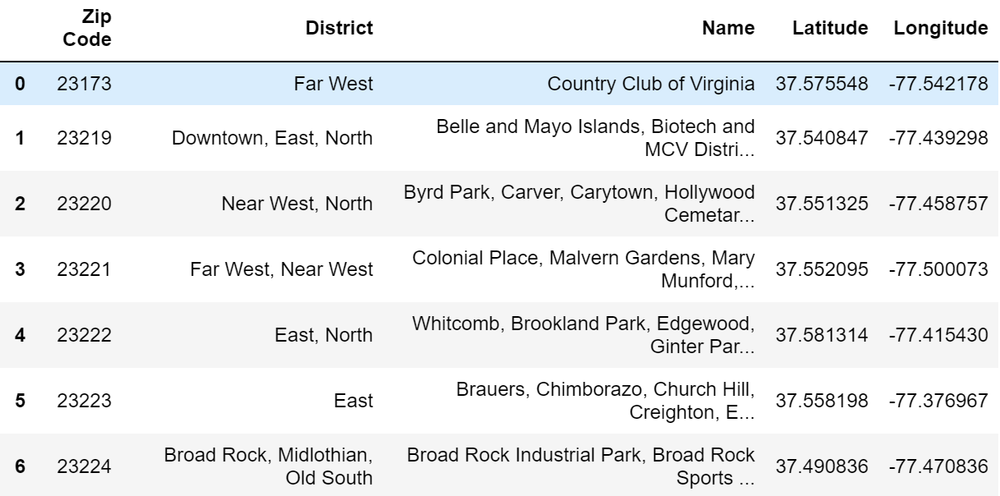 Zip Code District Name Latitude Longitude
0 23173 Far West Country Club of Virginia 37.575548 -77.542178
1 23219 Downtown, East, North Belle and Mayo Islands, Biotech and MCV Distri... 37.540847 -77.439298
2 23220 Near West, North Byrd Park, Carver, Carytown, Hollywood Cemetar... 37.551325 -77.458757
3 23221 Far West, Near West Colonial Place, Malvern Gardens, Mary Munford,... 37.552095 -77.500073
4 23222 East, North Whitcomb, Brookland Park, Edgewood, Ginter Par... 37.581314 -77.415430
5 23223 East Brauers, Chimborazo, Church Hill, Creighton, E... 37.558198 -77.376967
6 23224 Broad Rock, Midlothian, Old South Broad Rock Industrial Park, Broad Rock Sports ... 37.490836 -77.470836